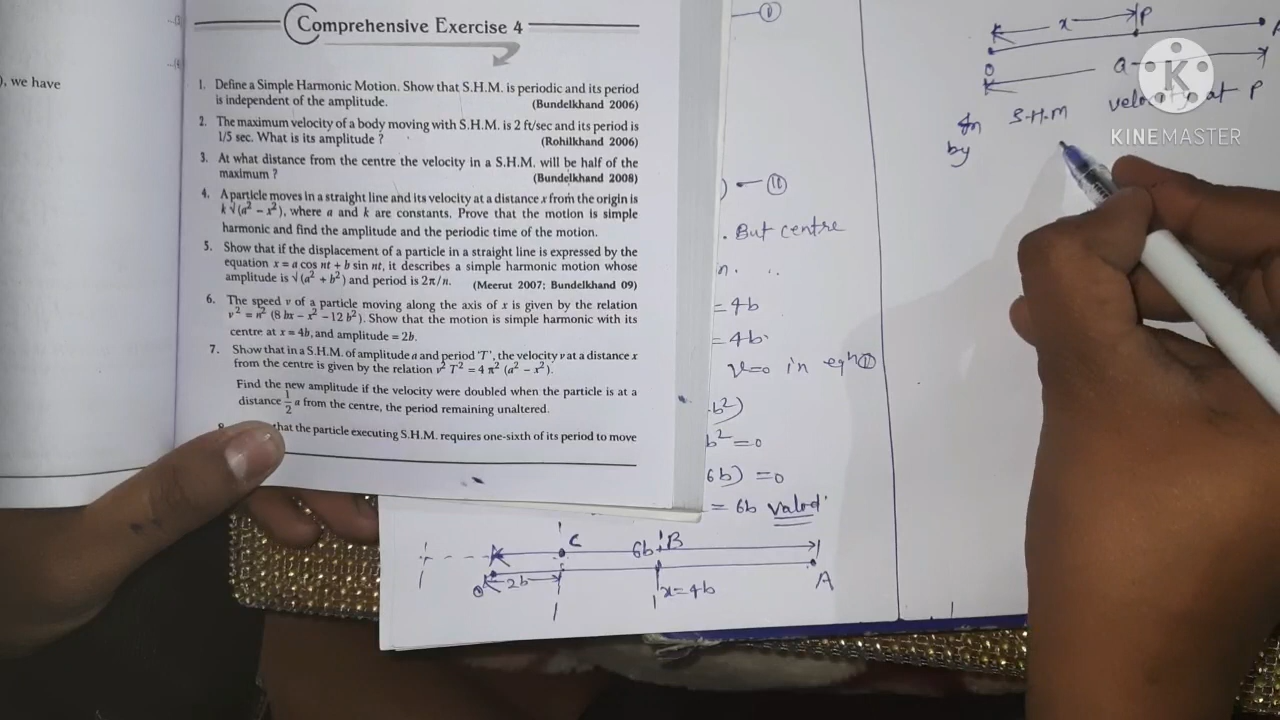 ), we have
Comprehensive Exercise 4
1. Define a Simple Harmonic Motion. Show that S.H.M. is periodic and its period
is independent of the amplitude. (Bundelkhand 2006)
2. The maximum velocity of a body moving with S.H.M. is 2 ft/sec and its period is
1/5 sec. What is its amplitude ? (Rohilkhand 2006)
3. At what distance from the centre the velocity in a S.H.M. will be half of the
maximum ? (Bundelkhand 2008)
4. A particle moves in a straight line and its velocity at a distance x from the origin is
k √(a² − x²), where a and k are constants. Prove that the motion is simple
harmonic and find the amplitude and the periodic time of the motion.
5. Show that if the displacement of a particle in a straight line is expressed by the
equation x = a cos nt + b sin nt, it describes a simple harmonic motion whose
amplitude is √(a² + b²) and period is 2π/n. (Meerut 2007; Bundelkhand 09)
6. The speed v of a particle moving along the axis of x is given by the relation
v² = n² (8 bx − x² − 12 b²). Show that the motion is simple harmonic with its
centre at x = 4b, and amplitude = 2b.
7. Show that in a S.H.M. of amplitude a and period 'T', the velocity v at a distance x
from the centre is given by the relation v² T² = 4 π² (a² − x²).
Find the new amplitude if the velocity were doubled when the particle is at a
distance 1/2 a from the centre, the period remaining unaltered.
that the particle executing S.H.M. requires one-sixth of its period to move
) — (11)
. But centre
n. ..
= 4b
= 4b.
v=0 in eqn (11)
b²)
b² = 0
6b) = 0
= 6b valod
C 6b B
O 2b x=4b A
x P
O a
In S.H.M velocity at P
by
K
KINEMASTER